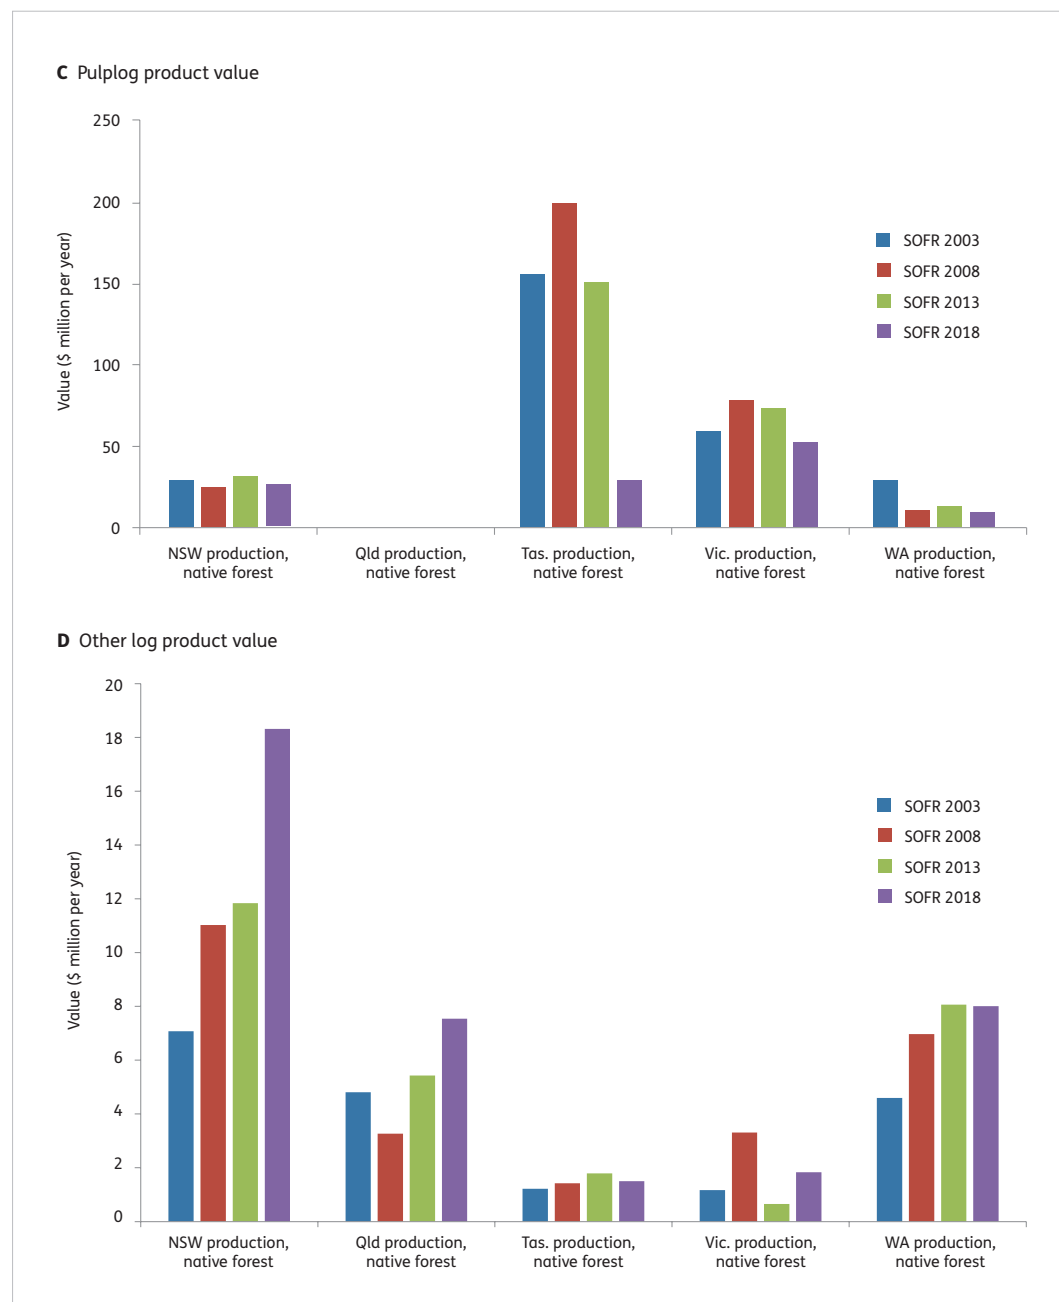 C Pulplog product value
250
200
150
100
50
0
Value ($ million per year)
SOFR 2003
SOFR 2008
SOFR 2013
SOFR 2018
NSW production,
native forest
Qld production,
native forest
Tas. production,
native forest
Vic. production,
native forest
WA production,
native forest
D Other log product value
20
18
16
14
12
10
8
6
4
2
0
Value ($ million per year)
SOFR 2003
SOFR 2008
SOFR 2013
SOFR 2018
NSW production,
native forest
Qld production,
native forest
Tas. production,
native forest
Vic. production,
native forest
WA production,
native forest